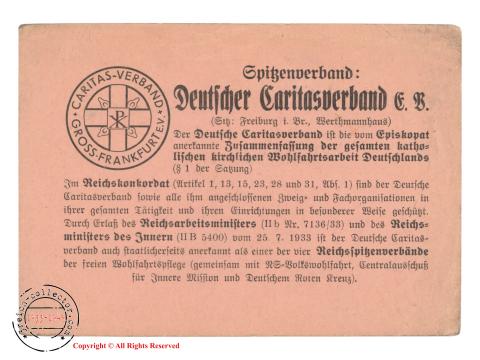 CARITAS-VERBAND
GROSS-FRANKFURT E.V.
Spitzenverband:
Deutscher Caritasverband E. V.
(Sitz: Freiburg i. Br., Werthmannhaus)
Der Deutsche Caritasverband ist die vom Episkopat
anerkannte Zusammenfassung der gesamten katho-
lischen kirchlichen Wohlfahrtsarbeit Deutschlands
(§ 1 der Satzung)
Im Reichskonkordat (Artikel 1, 13, 15, 23, 28 und 31, Abs. 1) sind der Deutsche
Caritasverband sowie alle ihm angeschlossenen Zweig- und Fachorganisationen in
ihrer gesamten Tätigkeit und ihren Einrichtungen in besonderer Weise geschützt.
Durch Erlaß des Reichsarbeitsministers (II b Nr. 7136/33) und des Reichs-
ministers des Innern (II B 5400) vom 25. 7. 1933 ist der Deutsche Caritas-
verband auch staatlicherseits anerkannt als einer der vier Reichsspitzenverbände
der freien Wohlfahrtspflege (gemeinsam mit NS-Volkswohlfahrt, Centralausschuß
für Innere Mission und Deutschem Roten Kreuz).
1933-1945
Copyright © All Rights Reserved